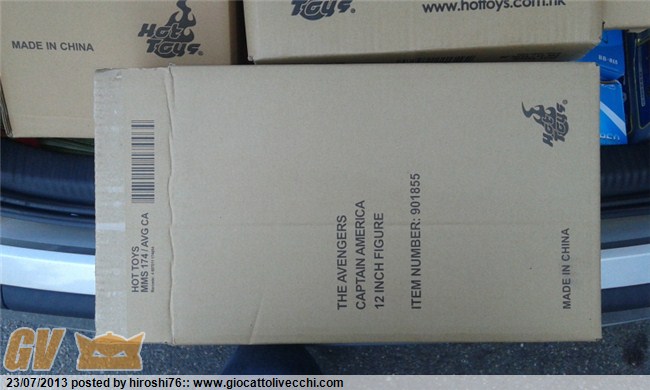 MADE IN CHINA
Hot Toys®
Hot Toys®
www.hottoys.com.hk
Hot Toys®
HOT TOYS
MMS 174 / AVG CA
THE AVENGERS
CAPTAIN AMERICA
12 INCH FIGURE
ITEM NUMBER: 901855
MADE IN CHINA
GV
23/07/2013 posted by hiroshi76:: www.giocattolivecchi.com